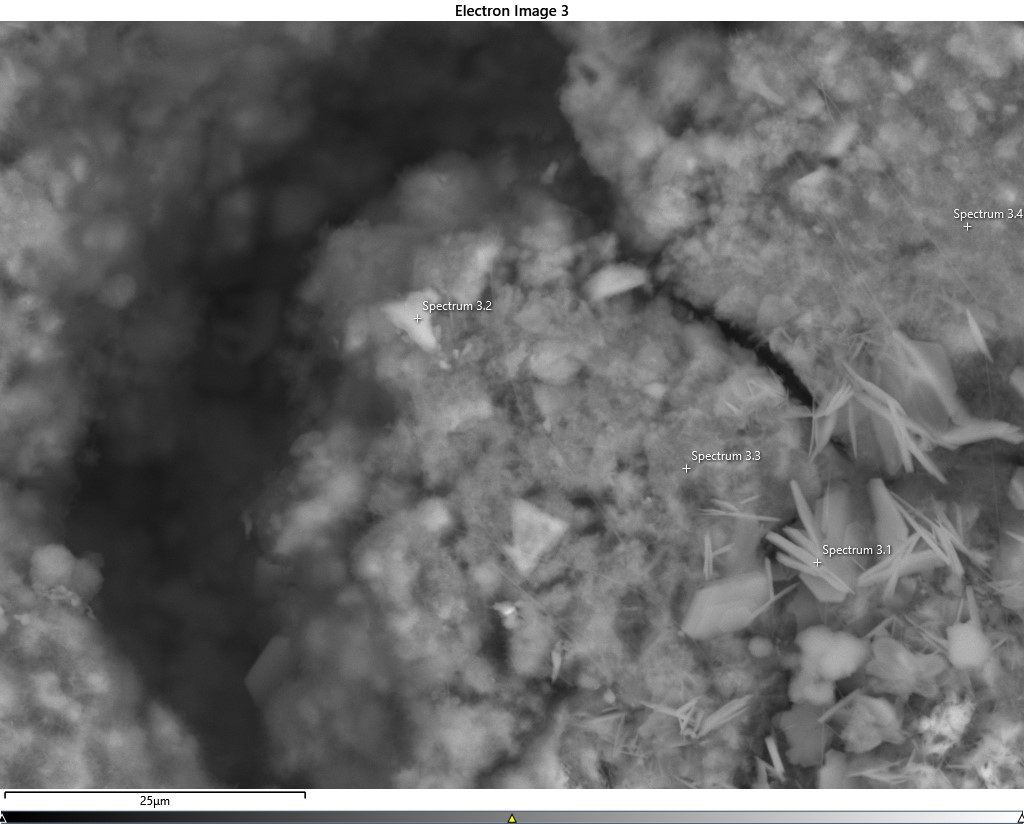 Electron Image 3
Spectrum 3.4
Spectrum 3.2
Spectrum 3.3
Spectrum 3.1
25µm